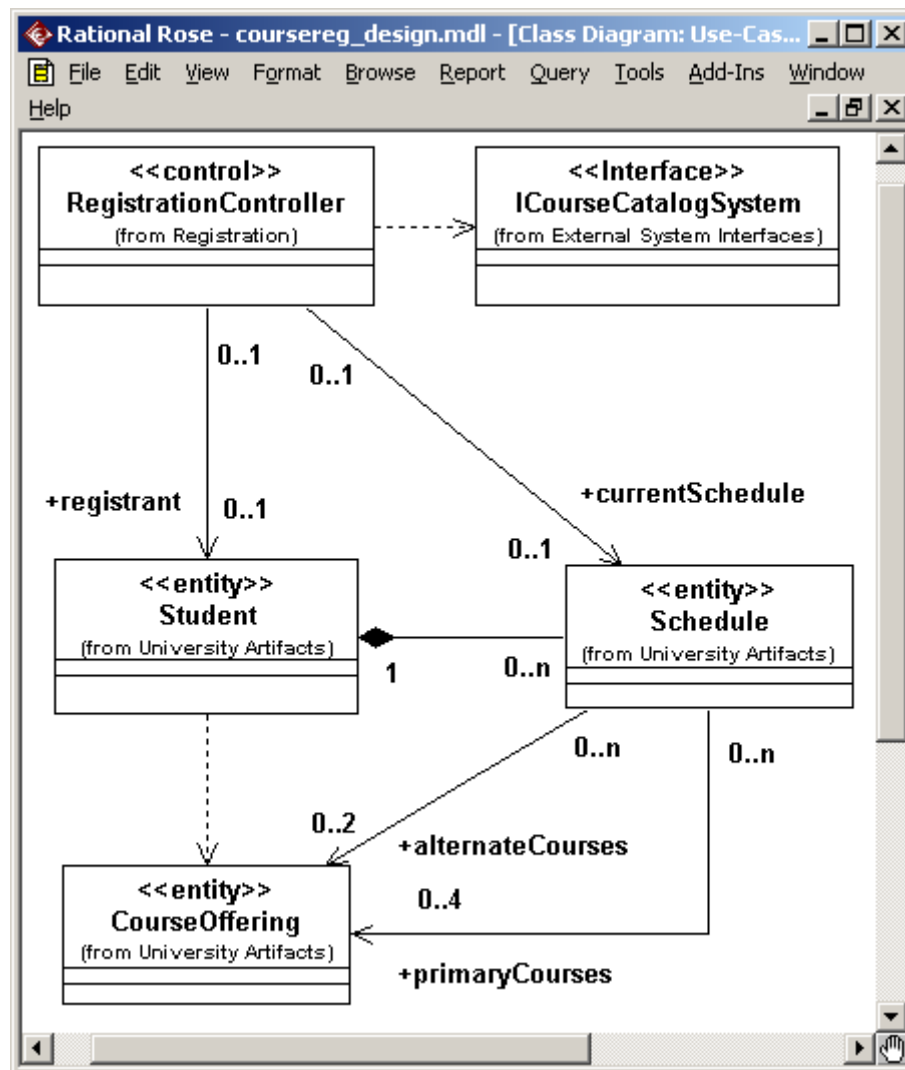 Rational Rose - coursereg_design.mdl - [Class Diagram: Use-Cas...
File Edit View Format Browse Report Query Tools Add-Ins Window
Help
<<control>>
RegistrationController
(from Registration)
<<Interface>>
ICourseCatalogSystem
(from External System Interfaces)
0..1
0..1
+registrant
0..1
+currentSchedule
0..1
<<entity>>
Student
(from University Artifacts)
1
0..n
<<entity>>
Schedule
(from University Artifacts)
0..n
0..n
0..2
+alternateCourses
0..4
+primaryCourses
<<entity>>
CourseOffering
(from University Artifacts)